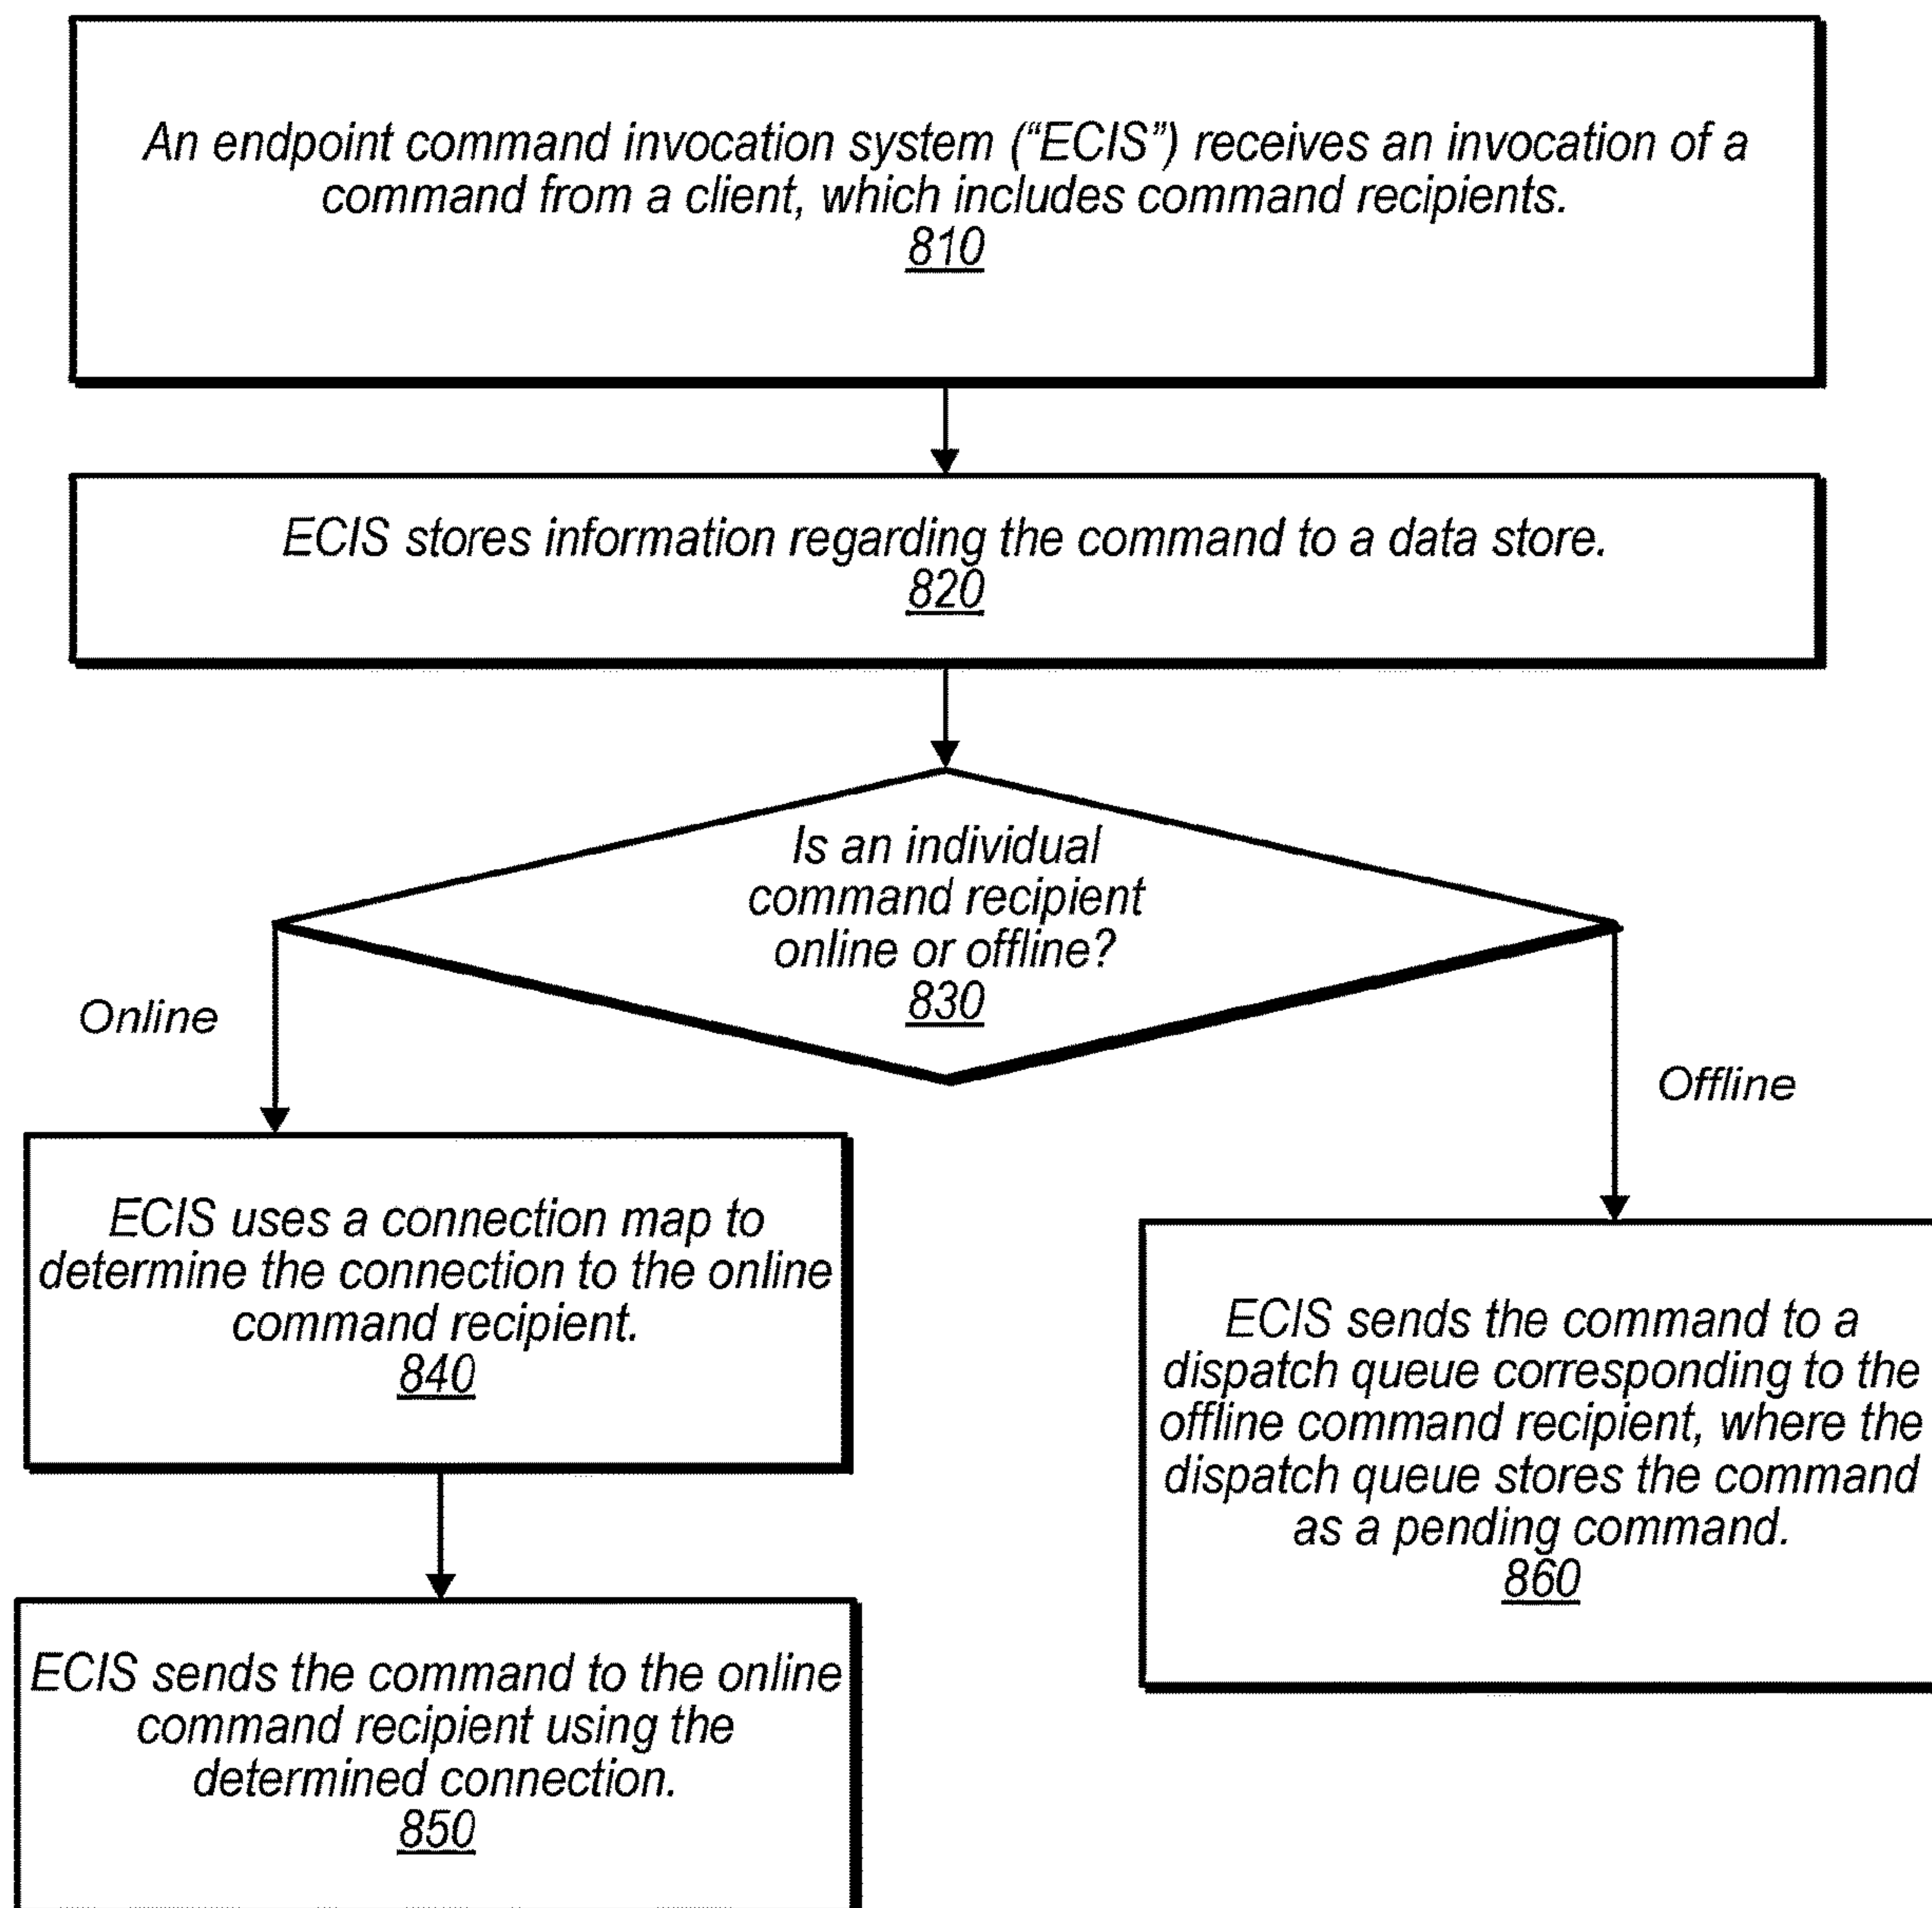 An endpoint command invocation system (“ECIS”) receives an invocation of a
command from a client, which includes command recipients.
810
ECIS stores information regarding the command to a data store.
820
Is an individual
command recipient
online or offline?
830
Online
Offline
ECIS uses a connection map to
determine the connection to the online
command recipient.
840
ECIS sends the command to a
dispatch queue corresponding to the
offline command recipient, where the
dispatch queue stores the command
as a pending command.
860
ECIS sends the command to the online
command recipient using the
determined connection.
850